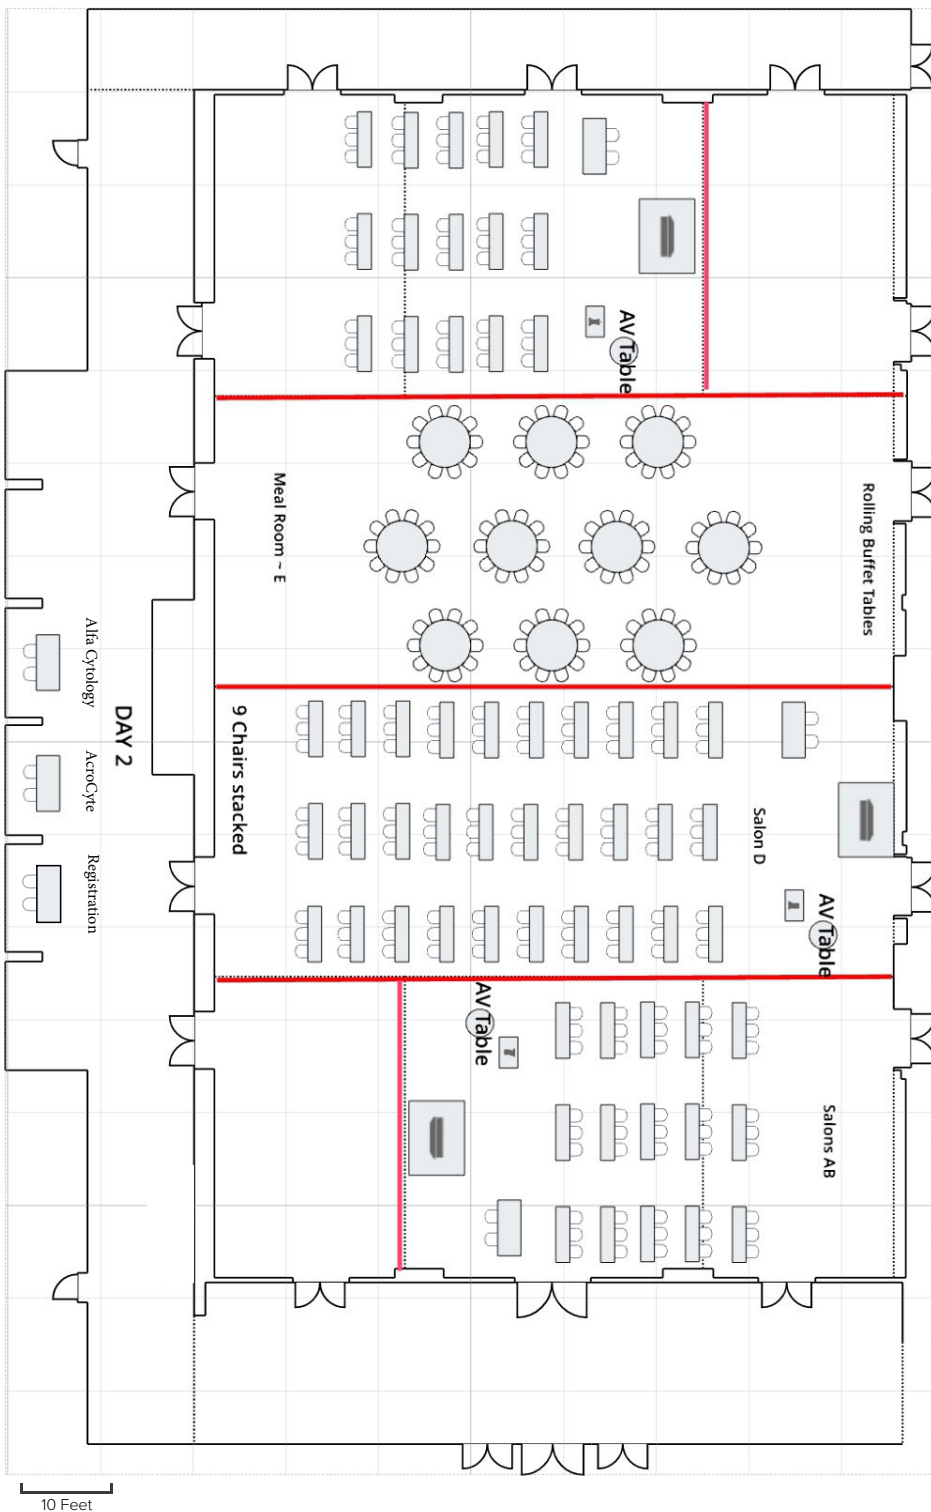 AV Table
Meal Room ~ E
Rolling Buffet Tables
Alfa Cytology
AcroCyte
Registration
DAY 2
9 Chairs stacked
Salon D
AV Table
AV Table
Salons AB
10 Feet